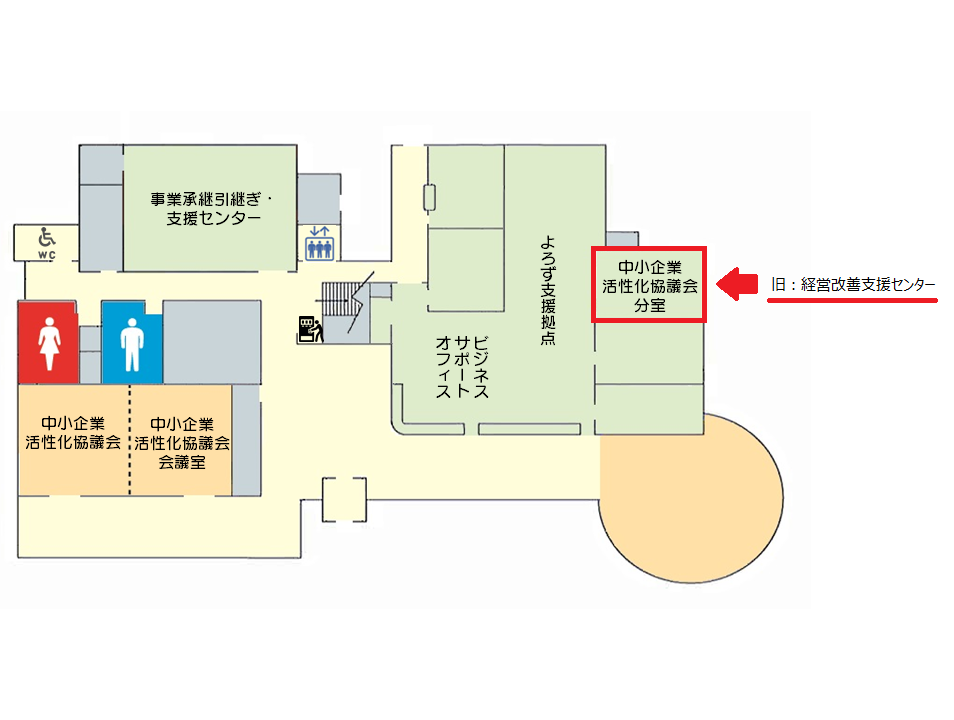 事業承継引継ぎ・
支援センター
WC
よろず支援拠点
ビジネス
サポート
オフィス
中小企業
活性化協議会
分室
旧：経営改善支援センター
中小企業
活性化協議会
中小企業
活性化協議会
会議室